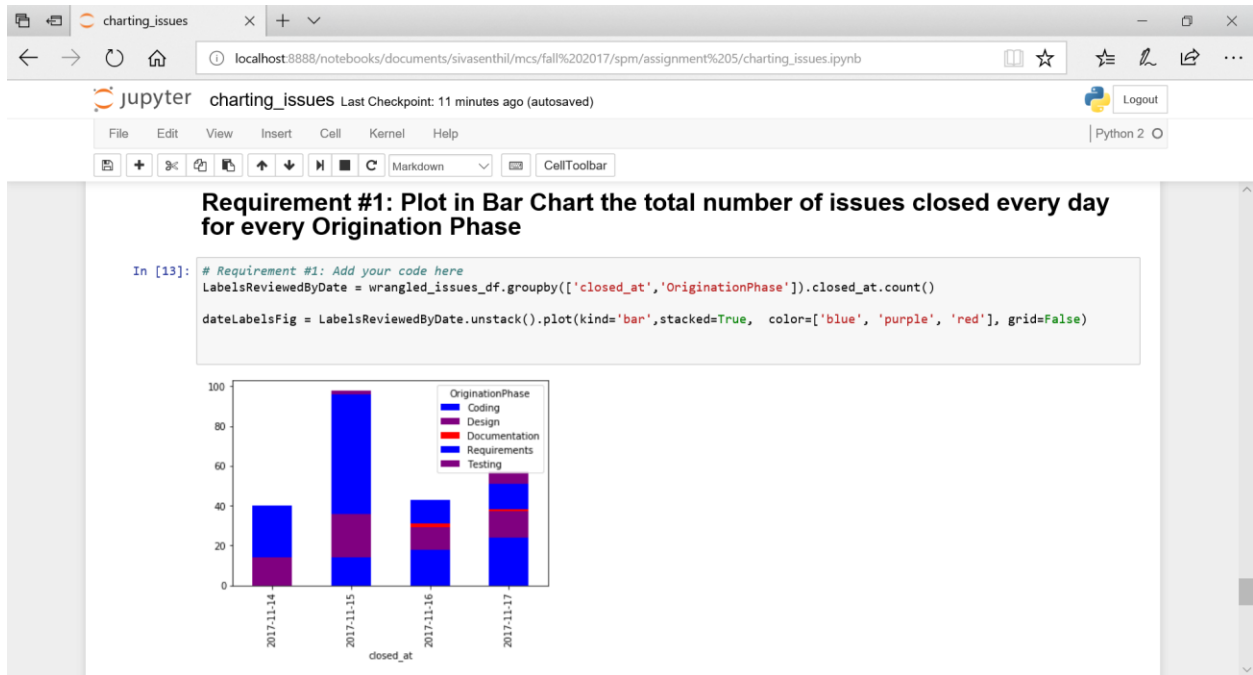 charting_issues
localhost:8888/notebooks/documents/sivasenthil/mcs/fall%202017/spm/assignment%205/charting_issues.ipynb
jupyter charting_issues Last Checkpoint: 11 minutes ago (autosaved)
Logout
File Edit View Insert Cell Kernel Help
Python 2
Markdown
CellToolbar
Requirement #1: Plot in Bar Chart the total number of issues closed every day
for every Origination Phase
In [13]:
# Requirement #1: Add your code here
LabelsReviewedByDate = wrangled_issues_df.groupby(['closed_at','OriginationPhase']).closed_at.count()
dateLabelsFig = LabelsReviewedByDate.unstack().plot(kind='bar',stacked=True,  color=['blue', 'purple', 'red'], grid=False)
100
80
60
40
20
0
OriginationPhase
Coding
Design
Documentation
Requirements
Testing
2017-11-14
2017-11-15
2017-11-16
2017-11-17
closed_at